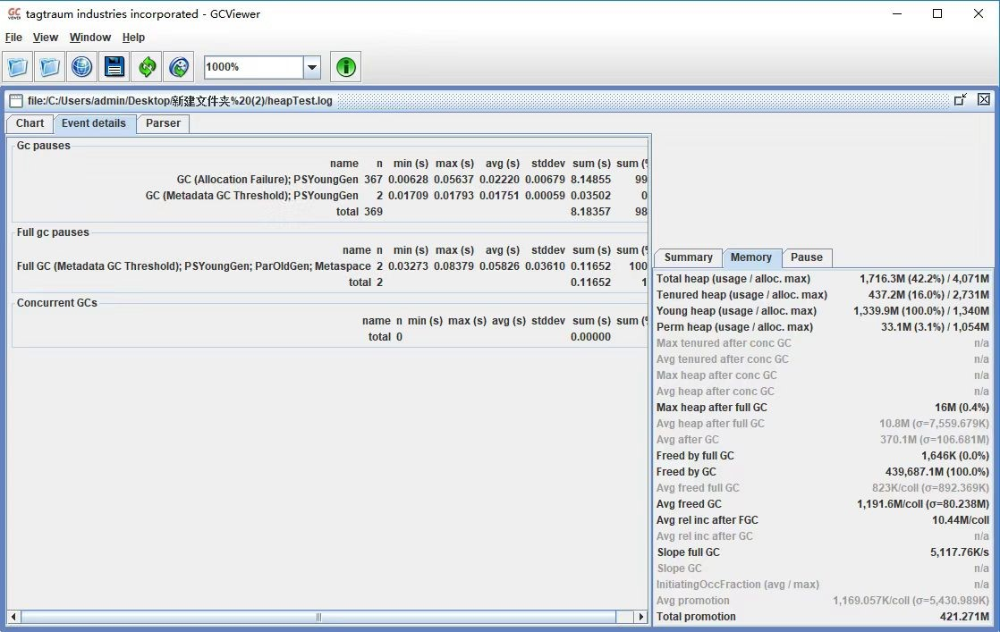 GC VIEWER tagtraum industries incorporated - GCViewer
File View Window Help
1000%
file:/C:/Users/admin/Desktop/新建文件夹%20(2)/heapTest.log
Chart Event details Parser
Gc pauses
name n min (s) max (s) avg (s) stddev sum (s) sum (%
GC (Allocation Failure); PSYoungGen 367 0.00628 0.05637 0.02220 0.00679 8.14855 99
GC (Metadata GC Threshold); PSYoungGen 2 0.01709 0.01793 0.01751 0.00059 0.03502 0
total 369 8.18357 98
Full gc pauses
name n min (s) max (s) avg (s) stddev sum (s) sum (%
Full GC (Metadata GC Threshold); PSYoungGen; ParOldGen; Metaspace 2 0.03273 0.08379 0.05826 0.03610 0.11652 100
total 2 0.11652 1
Concurrent GCs
name n min (s) max (s) avg (s) stddev sum (s) sum (%
total 0 0.00000
Summary Memory Pause
Total heap (usage / alloc. max) 1,716.3M (42.2%) / 4,071M
Tenured heap (usage / alloc. max) 437.2M (16.0%) / 2,731M
Young heap (usage / alloc. max) 1,339.9M (100.0%) / 1,340M
Perm heap (usage / alloc. max) 33.1M (3.1%) / 1,054M
Max tenured after conc GC n/a
Avg tenured after conc GC n/a
Max heap after conc GC n/a
Avg heap after conc GC n/a
Max heap after full GC 16M (0.4%)
Avg heap after full GC 10.8M (σ=7,559.679K)
Avg after GC 370.1M (σ=106.681M)
Freed by full GC 1,646K (0.0%)
Freed by GC 439,687.1M (100.0%)
Avg freed full GC 823K/coll (σ=892.369K)
Avg freed GC 1,191.6M/coll (σ=80.238M)
Avg rel inc after FGC 10.44M/coll
Avg rel inc after GC n/a
Slope full GC 5,117.76K/s
Slope GC n/a
InitiatingOccFraction (avg / max) n/a
Avg promotion 1,169.057K/coll (σ=5,430.989K)
Total promotion 421.271M